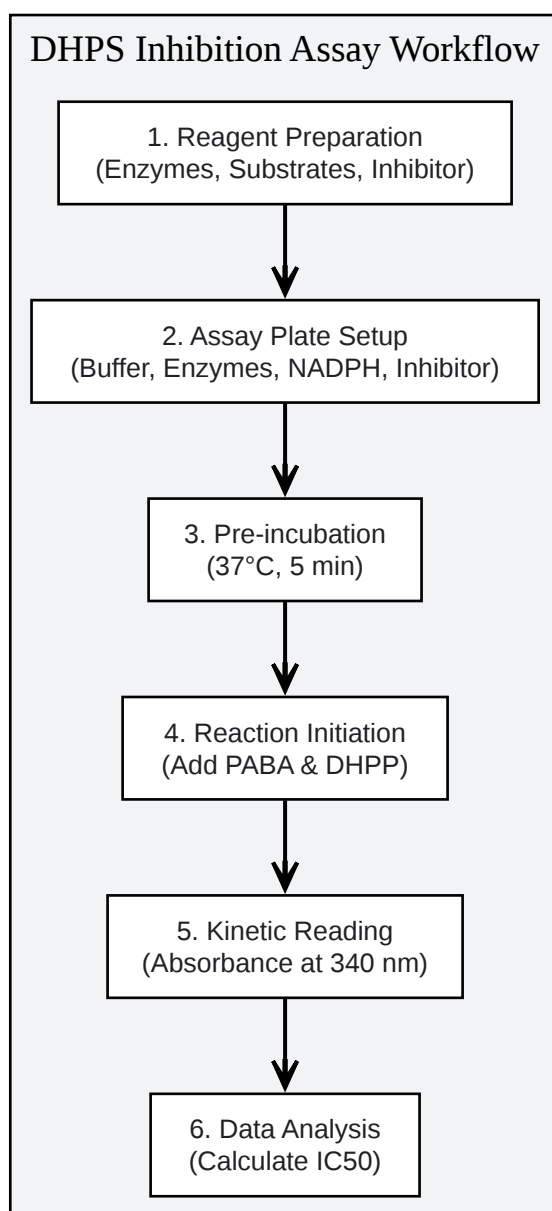 DHPS Inhibition Assay Workflow
1. Reagent Preparation
(Enzymes, Substrates, Inhibitor)
2. Assay Plate Setup
(Buffer, Enzymes, NADPH, Inhibitor)
3. Pre-incubation
(37°C, 5 min)
4. Reaction Initiation
(Add PABA & DHPP)
5. Kinetic Reading
(Absorbance at 340 nm)
6. Data Analysis
(Calculate IC50)